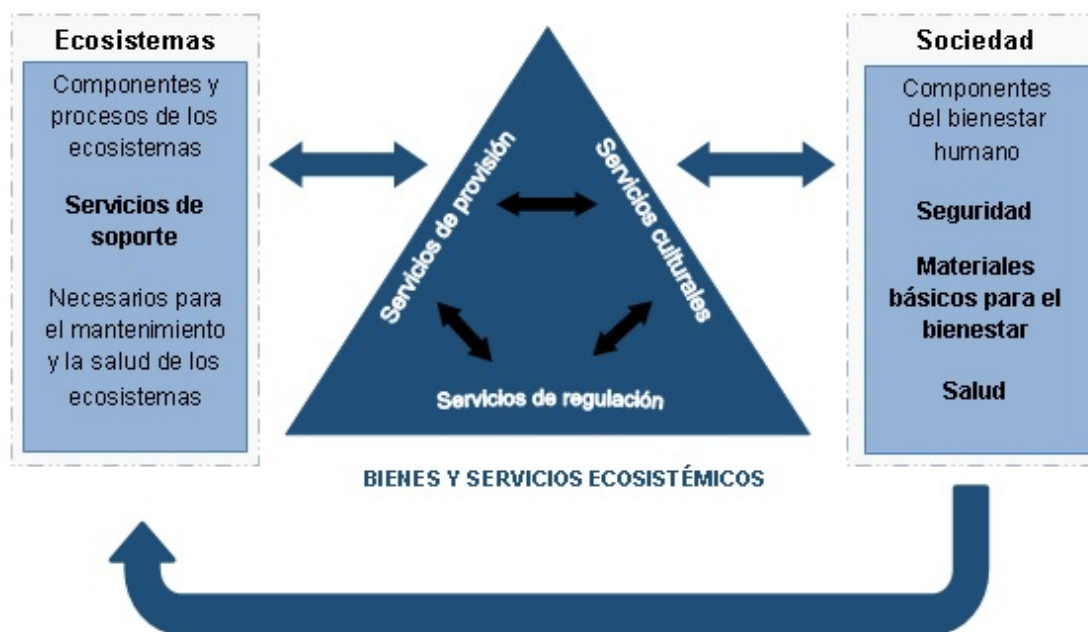 Ecosistemas
Componentes y
procesos de los
ecosistemas
Servicios de
soporte
Necesarios para
el mantenimiento
y la salud de los
ecosistemas
Servicios de provisión
Servicios culturales
Servicios de regulación
BIENES Y SERVICIOS ECOSISTÉMICOS
Sociedad
Componentes
del bienestar
humano
Seguridad
Materiales
básicos para el
bienestar
Salud